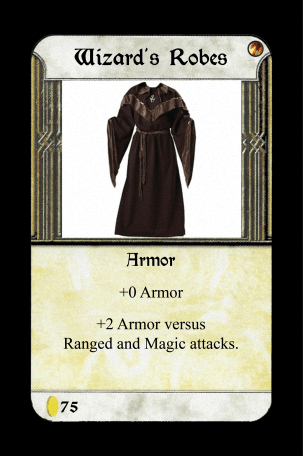 Wizard's Robes
Armor
+0 Armor
+2 Armor versus
Ranged and Magic attacks.
75